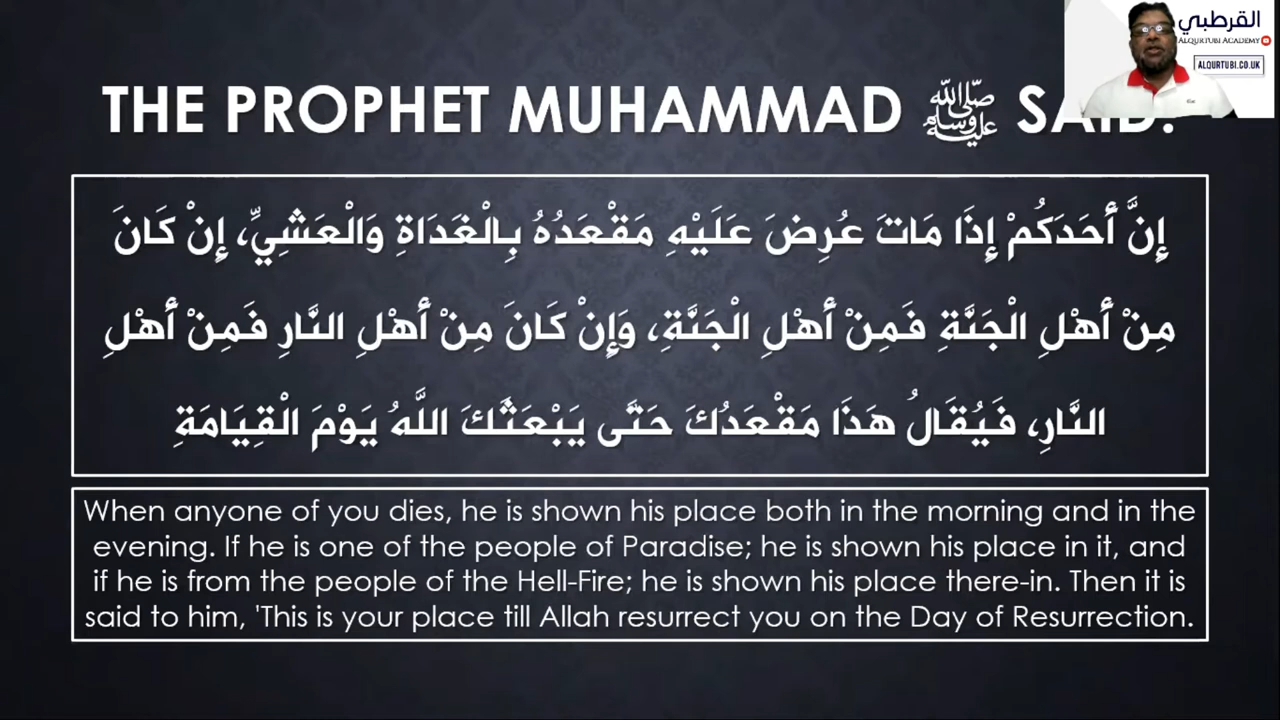 القرطبي
ALQURTUBI ACADEMY
ALQURTUBI.CO.UK
THE PROPHET MUHAMMAD ﷺ SAID:
إِنَّ أَحَدَكُمْ إِذَا مَاتَ عُرِضَ عَلَيْهِ مَقْعَدُهُ بِالْغَدَاةِ وَالْعَشِيِّ، إِنْ كَانَ
مِنْ أَهْلِ الْجَنَّةِ فَمِنْ أَهْلِ الْجَنَّةِ، وَإِنْ كَانَ مِنْ أَهْلِ النَّارِ فَمِنْ أَهْلِ
النَّارِ، فَيُقَالُ هَذَا مَقْعَدُكَ حَتَّى يَبْعَثَكَ اللَّهُ يَوْمَ الْقِيَامَةِ
When anyone of you dies, he is shown his place both in the morning and in the
evening. If he is one of the people of Paradise; he is shown his place in it, and
if he is from the people of the Hell-Fire; he is shown his place there-in. Then it is
said to him, 'This is your place till Allah resurrect you on the Day of Resurrection.